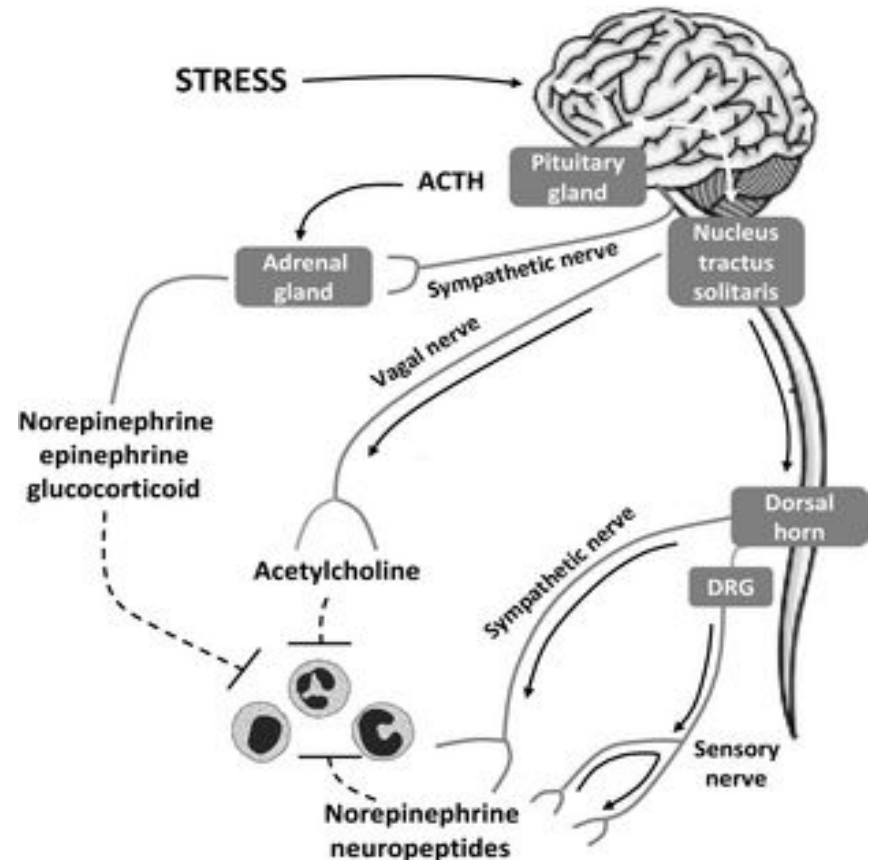 STRESS
Pituitary
gland
ACTH
Nucleus
tractus
solitaris
Adrenal
gland
Sympathetic nerve
Vagal nerve
Norepinephrine
epinephrine
glucocorticoid
Dorsal
horn
Acetylcholine
Sympathetic nerve
DRG
Sensory
nerve
Norepinephrine
neuropeptides